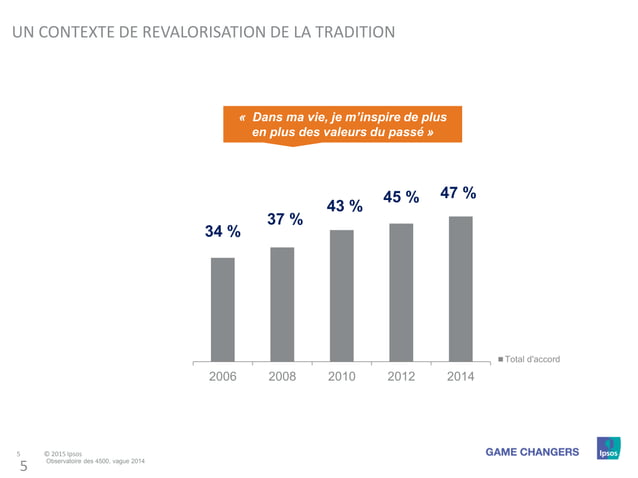 UN CONTEXTE DE REVALORISATION DE LA TRADITION
« Dans ma vie, je m'inspire de plus
en plus des valeurs du passé »
34 %
37 %
43 %
45 %
47 %
Total d'accord
2006 2008 2010 2012 2014
5 © 2015 Ipsos
Observatoire des 4500, vague 2014
5
GAME CHANGERS
Ipsos